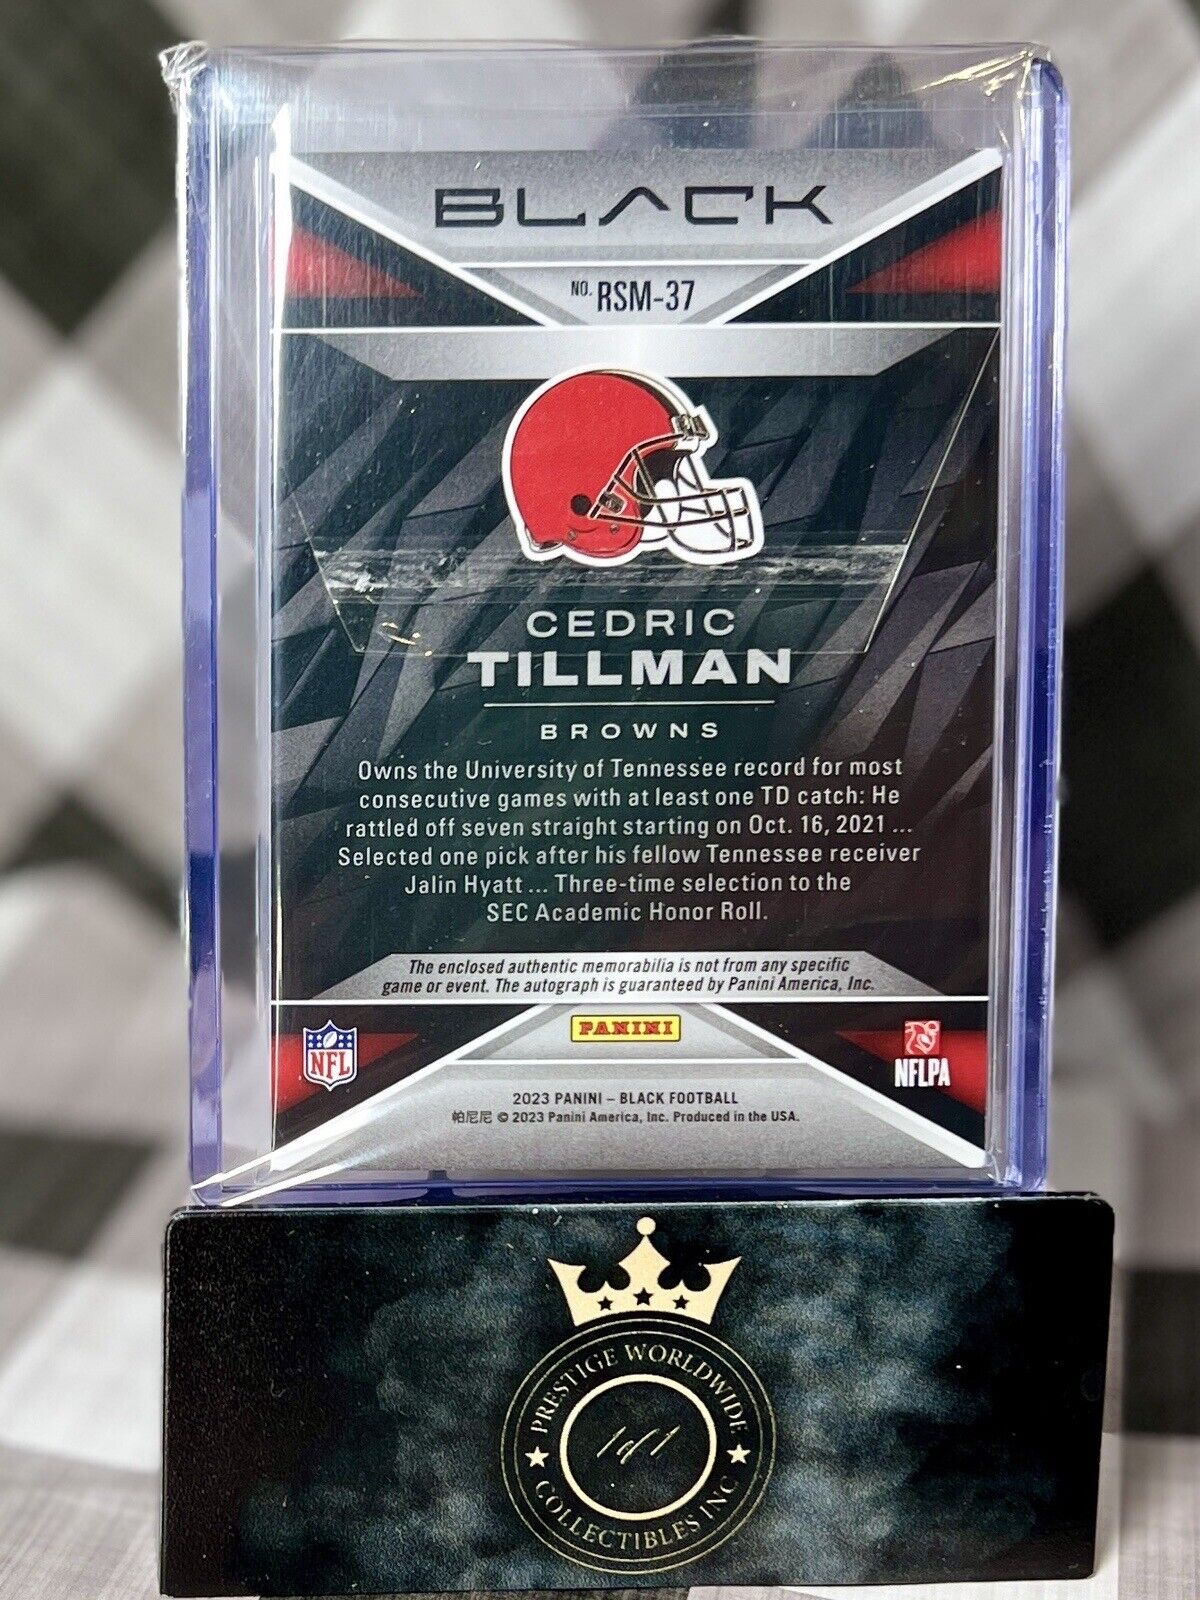 BLACK
NO. RSM-37
CEDRIC
TILLMAN
BROWNS
Owns the University of Tennessee record for most
consecutive games with at least one TD catch: He
rattled off seven straight starting on Oct. 16, 2021 ...
Selected one pick after his fellow Tennessee receiver
Jalin Hyatt ... Three-time selection to the
SEC Academic Honor Roll.
The enclosed authentic memorabilia is not from any specific
game or event. The autograph is guaranteed by Panini America, Inc.
NFL
PANINI
NFLPA
2023 PANINI – BLACK FOOTBALL
帕尼尼 © 2023 Panini America, Inc. Produced in the USA.
PRESTIGE WORLDWIDE
1of1
COLLECTIBLES INC